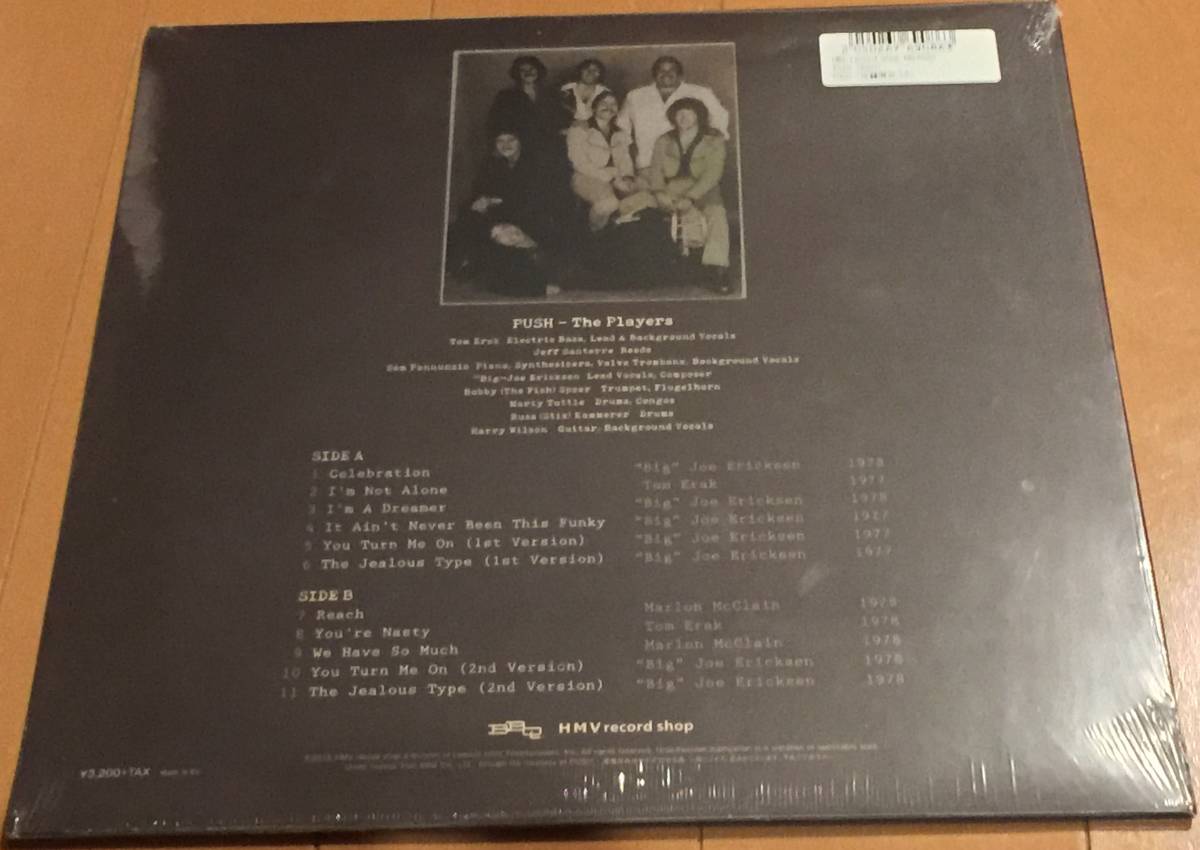 PUSH - The Players
Tom Erak Electric Bass, Lead & Background Vocals
Jeff Santerre Reeds
Piano, Synthesizers, Valve Trombone, Background Vocals
"Big-Joe Ericksen Lead Vocals, Composer
Bobby (The Fish) Speer Trumpet, Flugelhorn
Marty Tuttle Drums, Congos
Russ (Stix) Kammerer Drums
Harry Wilson Guitar, Background Vocals
SIDE A
1 Celebration "Big" Joe Ericksen 1978
2 I'm Not Alone Tom Erak 1977
3 I'm A Dreamer "Big" Joe Ericksen 1978
4 It Ain't Never Been This Funky "Big" Joe Ericksen 1977
5 You Turn Me On (1st Version) "Big" Joe Ericksen 1977
6 The Jealous Type (1st Version) "Big" Joe Ericksen 1977
SIDE B
7 Reach Marlon McClain 1978
8 You're Nasty Tom Erak 1978
9 We Have So Much Marlon McClain 1978
10 You Turn Me On (2nd Version) "Big" Joe Ericksen 1978
11 The Jealous Type (2nd Version) "Big" Joe Ericksen 1978
HMV record shop
¥3,200+TAX